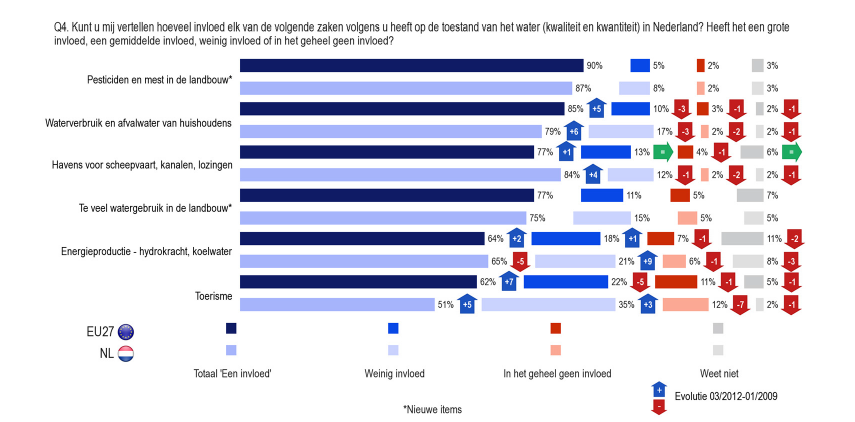 Q4. Kunt u mij vertellen hoeveel invloed elk van de volgende zaken volgens u heeft op de toestand van het water (kwaliteit en kwantiteit) in Nederland? Heeft het een grote
invloed, een gemiddelde invloed, weinig invloed of in het geheel geen invloed?
90% 5% 2% 3%
Pesticiden en mest in de landbouw*
87% 8% 2% 3%
85% +5 10% -3 3% -1 2% -1
Waterverbruik en afvalwater van huishoudens
79% +6 17% -3 2% -2 2% -1
77% +1 13% = 4% -1 6% =
Havens voor scheepvaart, kanalen, lozingen
84% +4 12% -1 2% -2 2% -1
77% 11% 5% 7%
Te veel watergebruik in de landbouw*
75% 15% 5% 5%
64% +2 18% +1 7% -1 11% -2
Energieproductie - hydrokracht, koelwater
65% -5 21% +9 6% -1 8% -3
62% +7 22% -5 11% -1 5% -1
Toerisme
51% +5 35% +3 12% -7 2% -1
EU27
NL
Totaal 'Een invloed' Weinig invloed In het geheel geen invloed Weet niet
+
Evolutie 03/2012-01/2009
-
*Nieuwe items